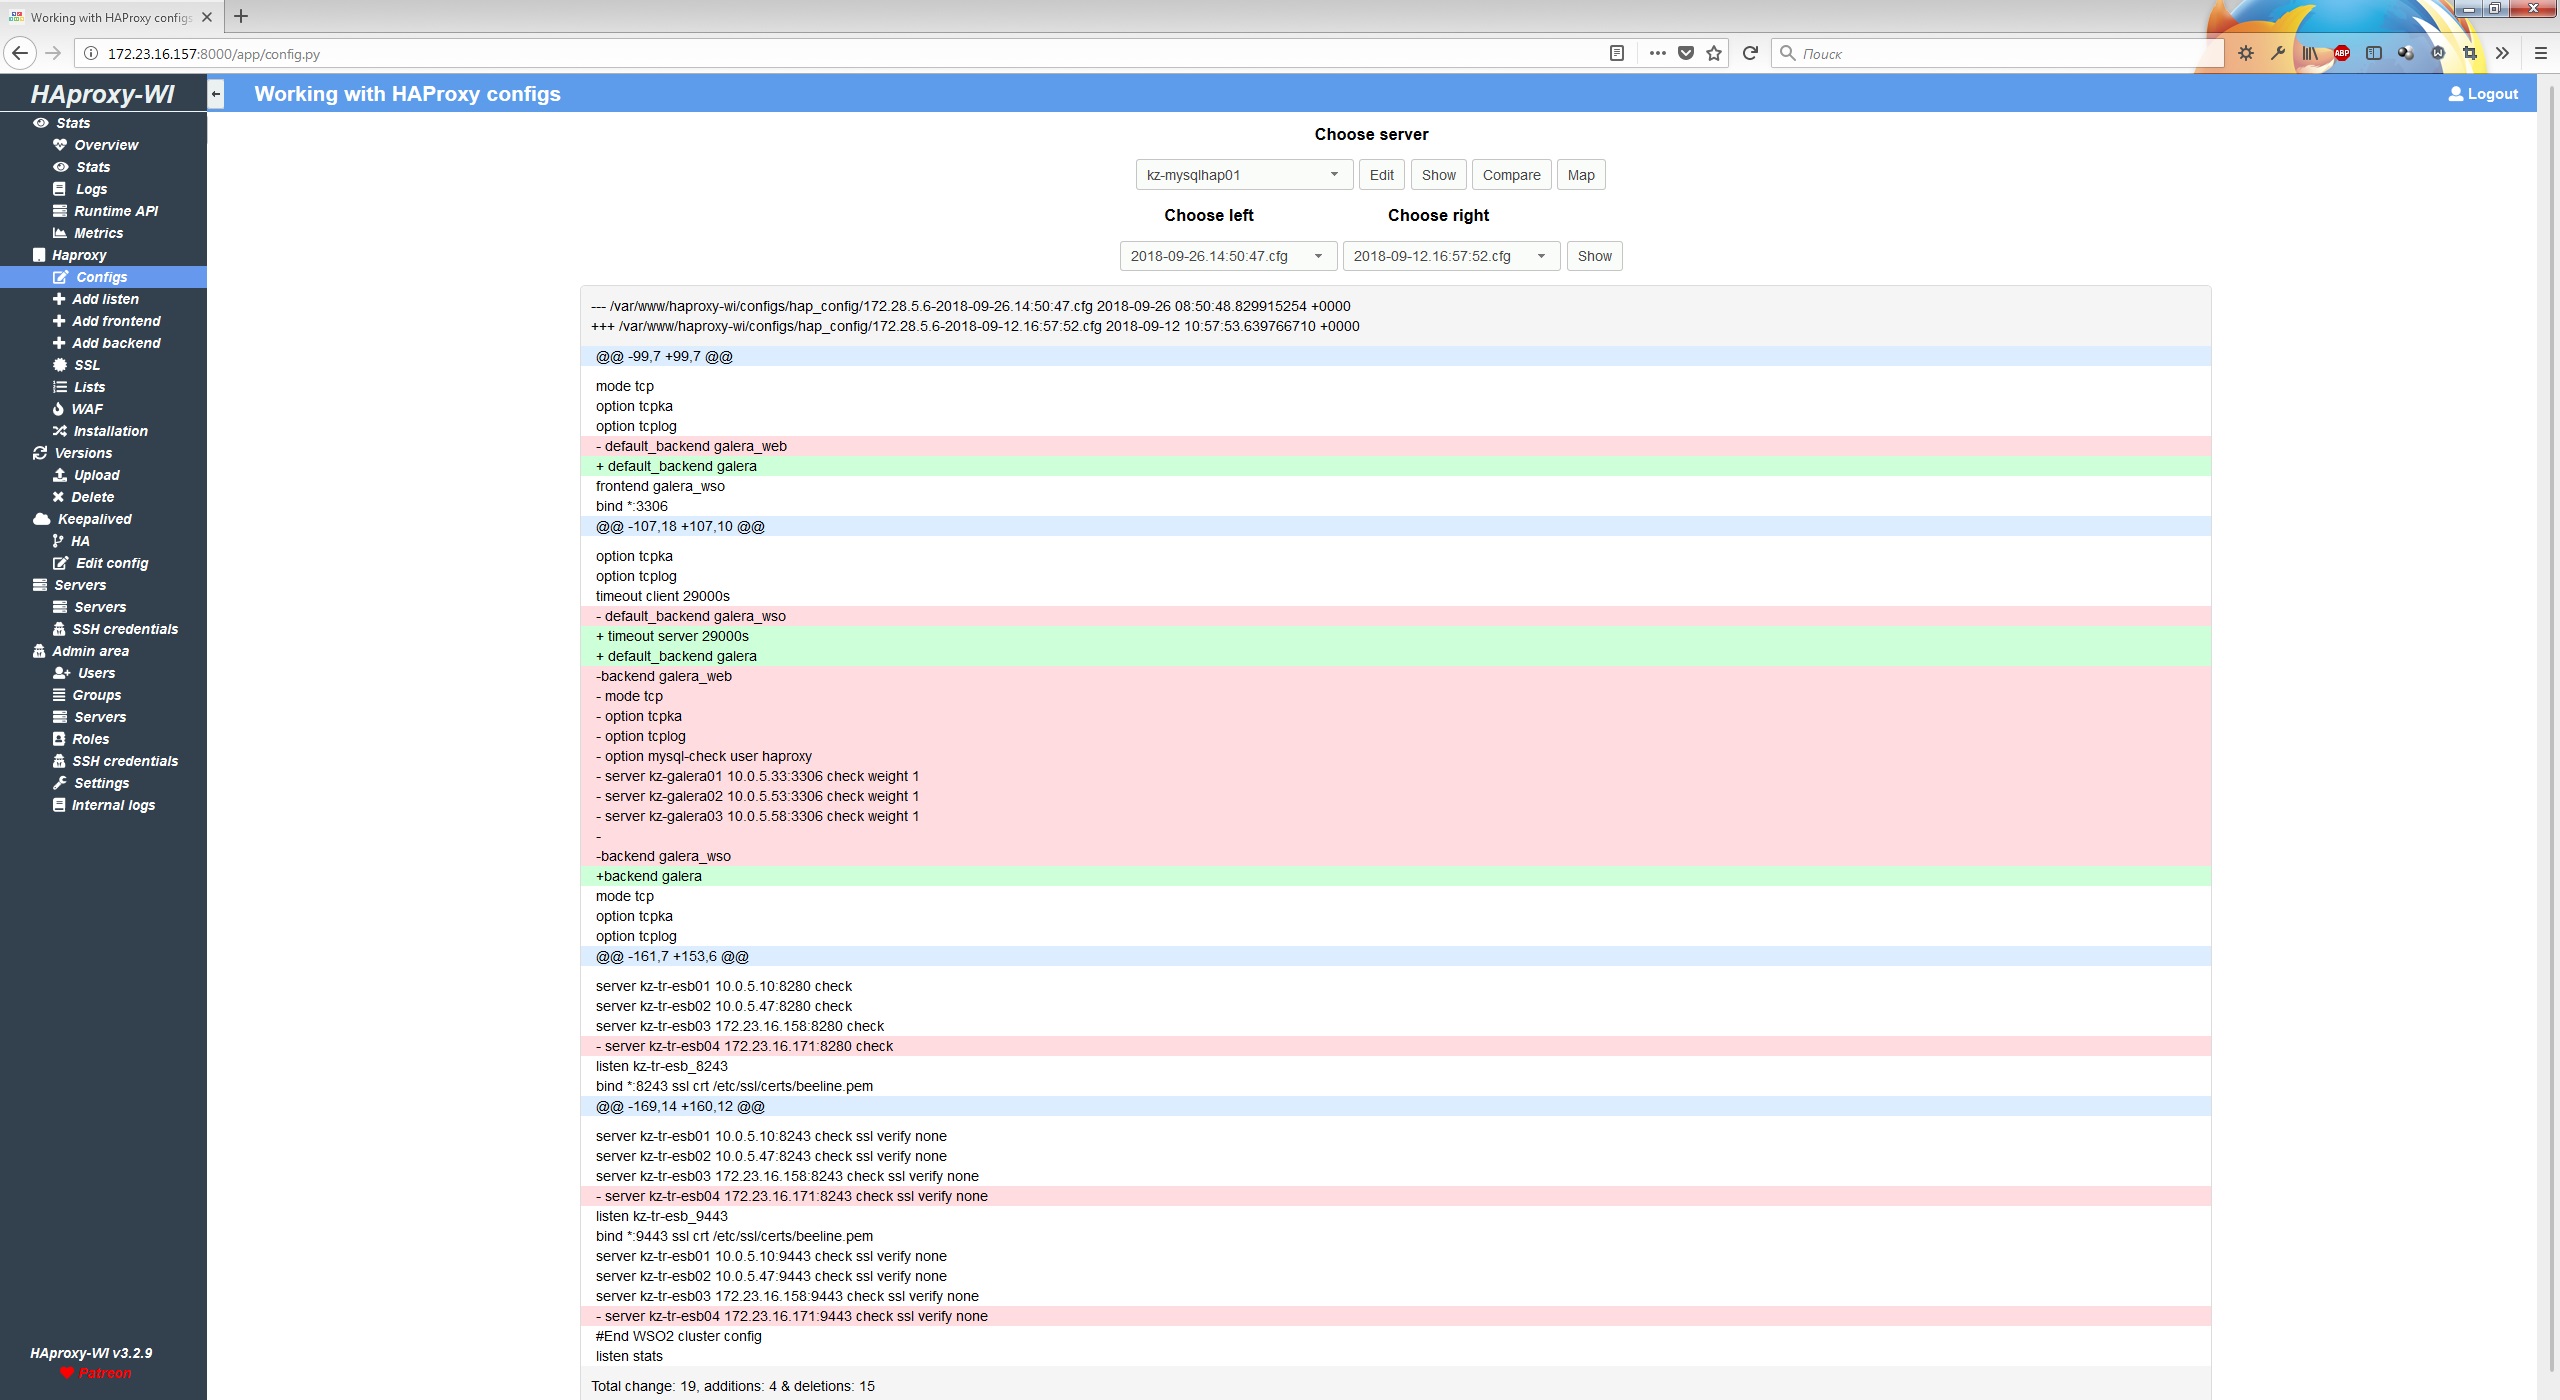 Working with HAProxy configs
172.23.16.157:8000/app/config.py
Поиск
ABP
HAproxy-WI
Working with HAProxy configs
Logout
Stats
Overview
Stats
Logs
Runtime API
Metrics
Haproxy
Configs
Add listen
Add frontend
Add backend
SSL
Lists
WAF
Installation
Versions
Upload
Delete
Keepalived
HA
Edit config
Servers
Servers
SSH credentials
Admin area
Users
Groups
Servers
Roles
SSH credentials
Settings
Internal logs
HAproxy-WI v3.2.9
Patreon
Choose server
kz-mysqlhap01 Edit Show Compare Map
Choose left Choose right
2018-09-26.14:50:47.cfg 2018-09-12.16:57:52.cfg Show
--- /var/www/haproxy-wi/configs/hap_config/172.28.5.6-2018-09-26.14:50:47.cfg 2018-09-26 08:50:48.829915254 +0000
+++ /var/www/haproxy-wi/configs/hap_config/172.28.5.6-2018-09-12.16:57:52.cfg 2018-09-12 10:57:53.639766710 +0000
@@ -99,7 +99,7 @@
mode tcp
option tcpka
option tcplog
- default_backend galera_web
+ default_backend galera
frontend galera_wso
bind *:3306
@@ -107,18 +107,10 @@
option tcpka
option tcplog
timeout client 29000s
- default_backend galera_wso
+ timeout server 29000s
+ default_backend galera
-backend galera_web
- mode tcp
- option tcpka
- option tcplog
- option mysql-check user haproxy
- server kz-galera01 10.0.5.33:3306 check weight 1
- server kz-galera02 10.0.5.53:3306 check weight 1
- server kz-galera03 10.0.5.58:3306 check weight 1
-
-backend galera_wso
+backend galera
mode tcp
option tcpka
option tcplog
@@ -161,7 +153,6 @@
server kz-tr-esb01 10.0.5.10:8280 check
server kz-tr-esb02 10.0.5.47:8280 check
server kz-tr-esb03 172.23.16.158:8280 check
- server kz-tr-esb04 172.23.16.171:8280 check
listen kz-tr-esb_8243
bind *:8243 ssl crt /etc/ssl/certs/beeline.pem
@@ -169,14 +160,12 @@
server kz-tr-esb01 10.0.5.10:8243 check ssl verify none
server kz-tr-esb02 10.0.5.47:8243 check ssl verify none
server kz-tr-esb03 172.23.16.158:8243 check ssl verify none
- server kz-tr-esb04 172.23.16.171:8243 check ssl verify none
listen kz-tr-esb_9443
bind *:9443 ssl crt /etc/ssl/certs/beeline.pem
server kz-tr-esb01 10.0.5.10:9443 check ssl verify none
server kz-tr-esb02 10.0.5.47:9443 check ssl verify none
server kz-tr-esb03 172.23.16.158:9443 check ssl verify none
- server kz-tr-esb04 172.23.16.171:9443 check ssl verify none
#End WSO2 cluster config
listen stats
Total change: 19, additions: 4 & deletions: 15